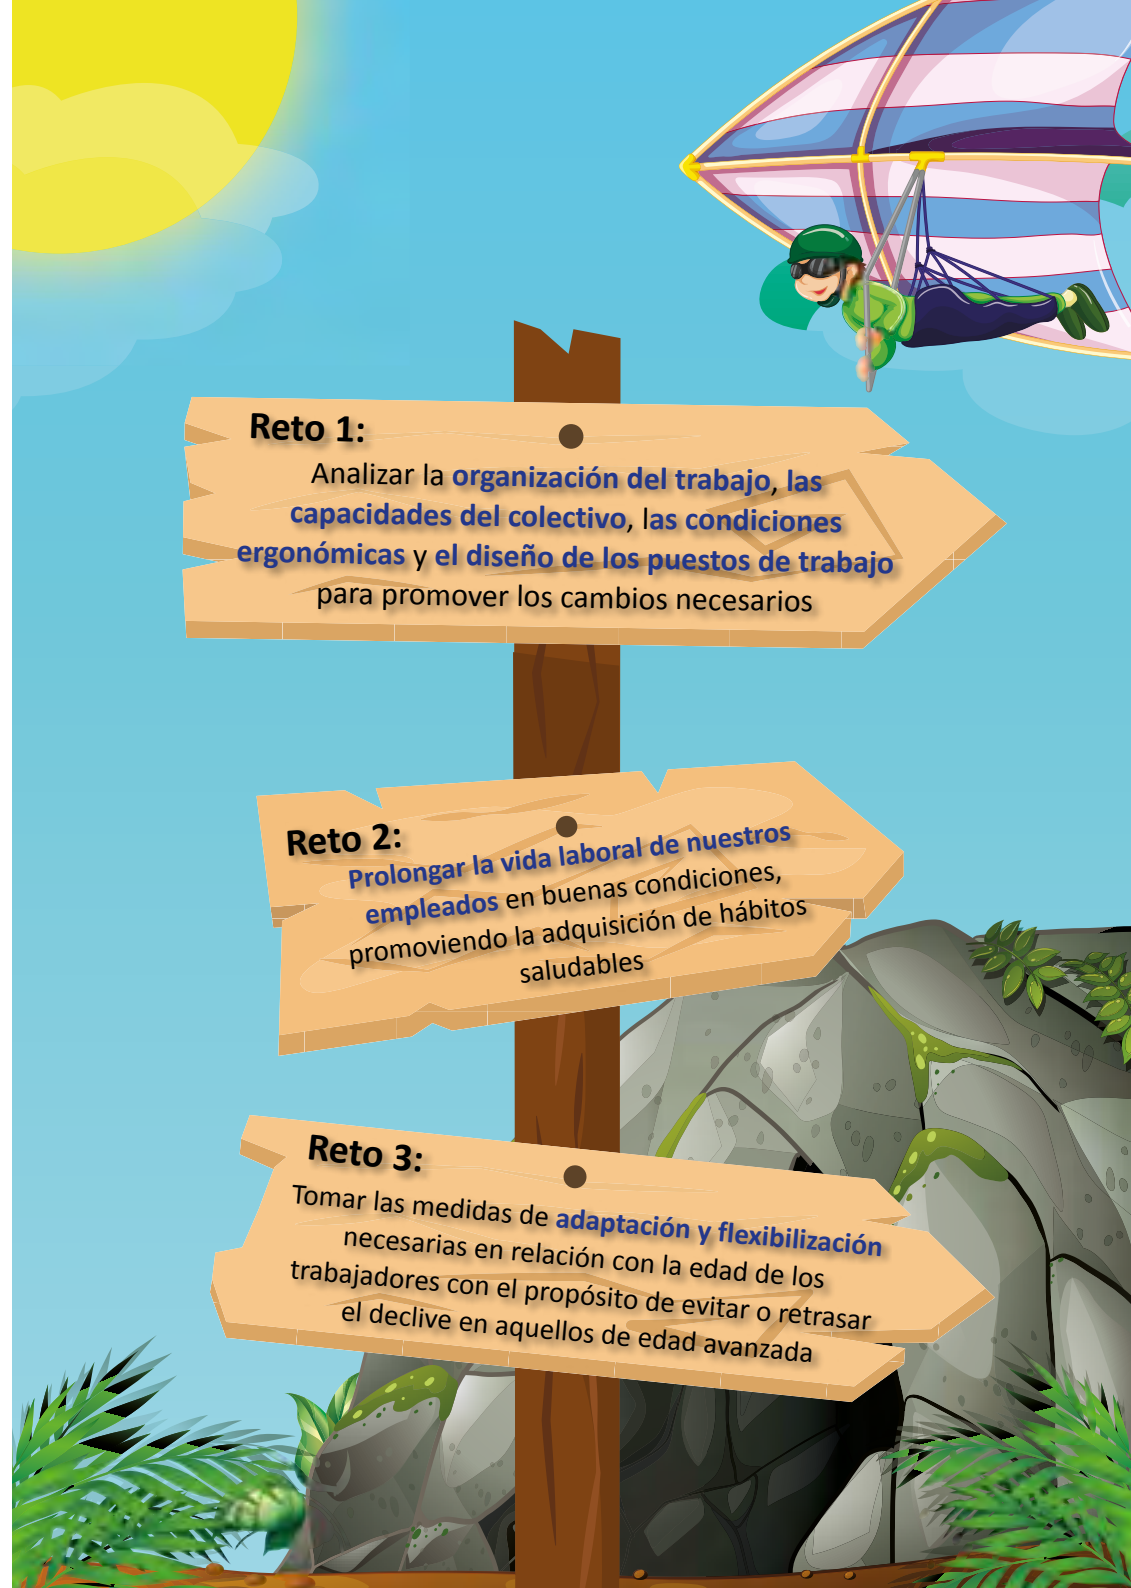 Reto 1:
Analizar la organización del trabajo, las
capacidades del colectivo, las condiciones
ergonómicas y el diseño de los puestos de trabajo
para promover los cambios necesarios
Reto 2:
Prolongar la vida laboral de nuestros
empleados en buenas condiciones,
promoviendo la adquisición de hábitos
saludables
Reto 3:
Tomar las medidas de adaptación y flexibilización
necesarias en relación con la edad de los
trabajadores con el propósito de evitar o retrasar
el declive en aquellos de edad avanzada